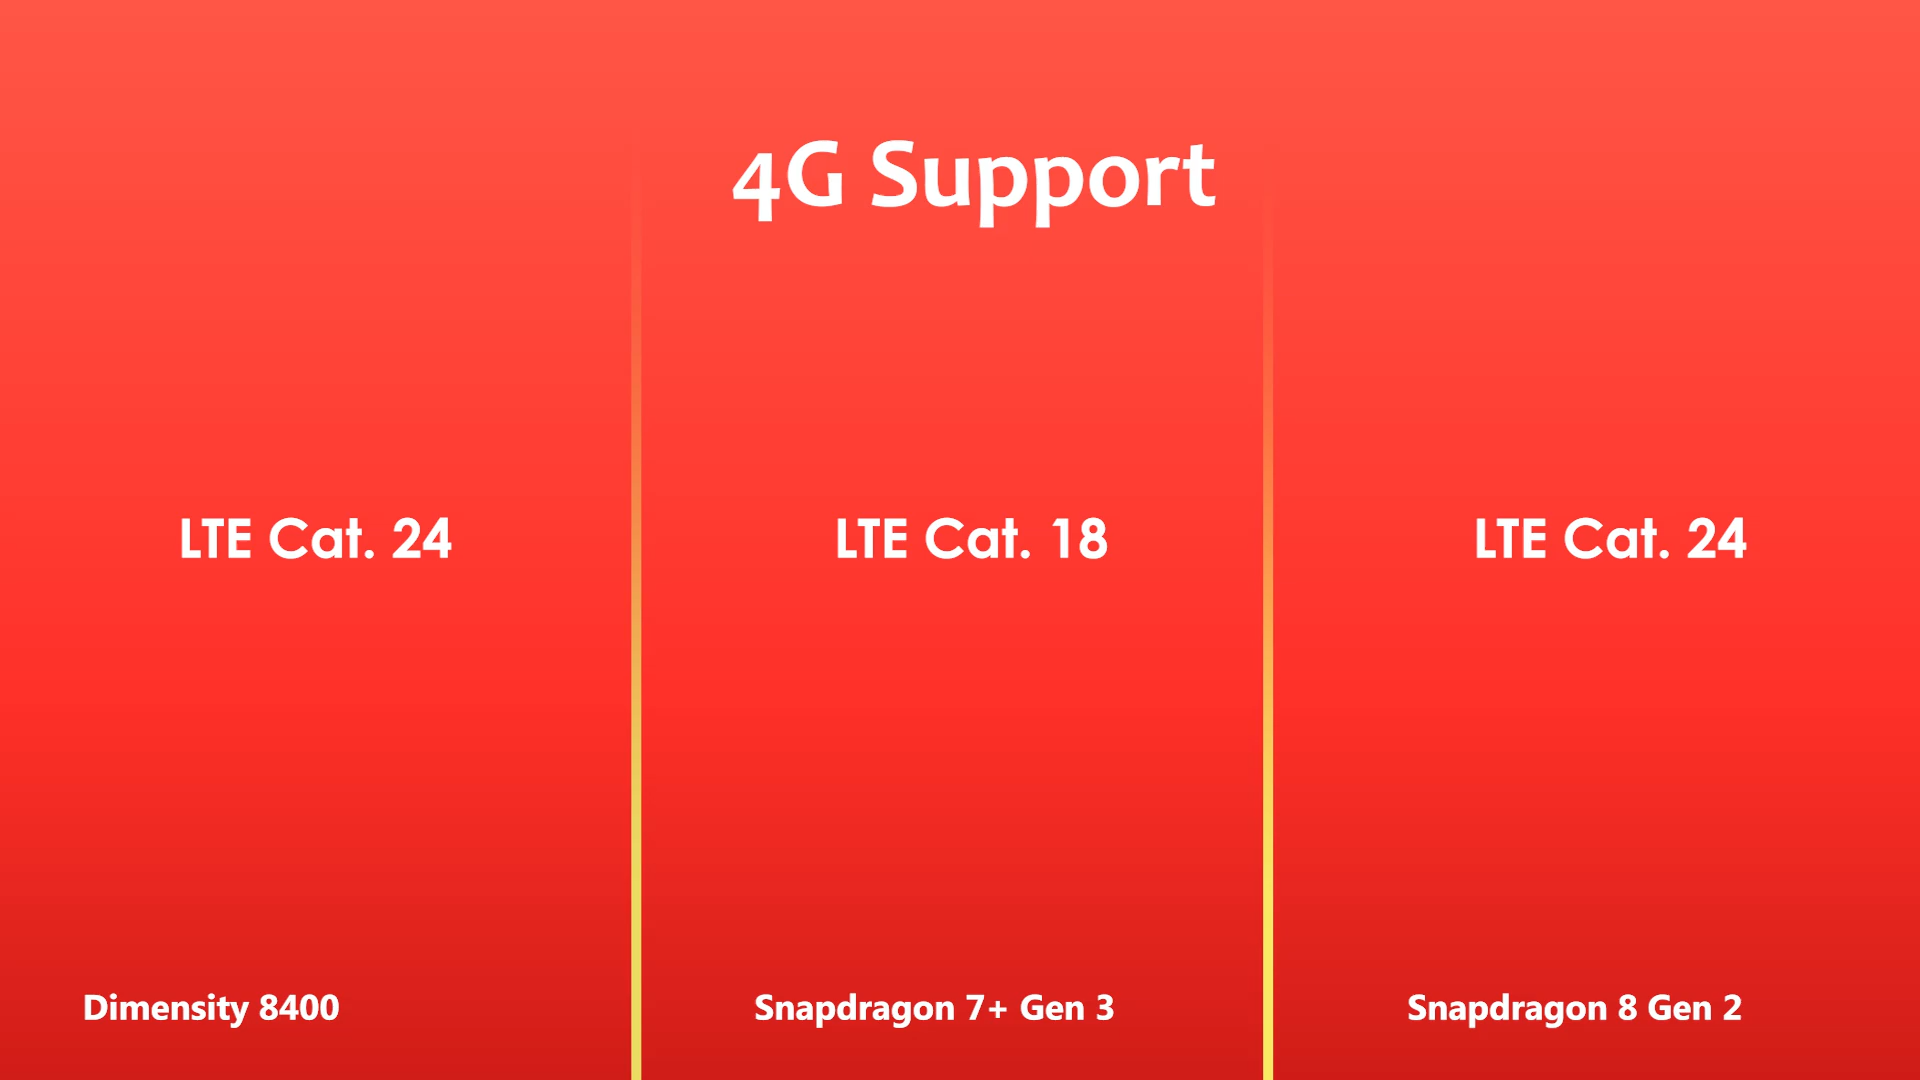 4G Support
LTE Cat. 24
LTE Cat. 18
LTE Cat. 24
Dimensity 8400
Snapdragon 7+ Gen 3
Snapdragon 8 Gen 2